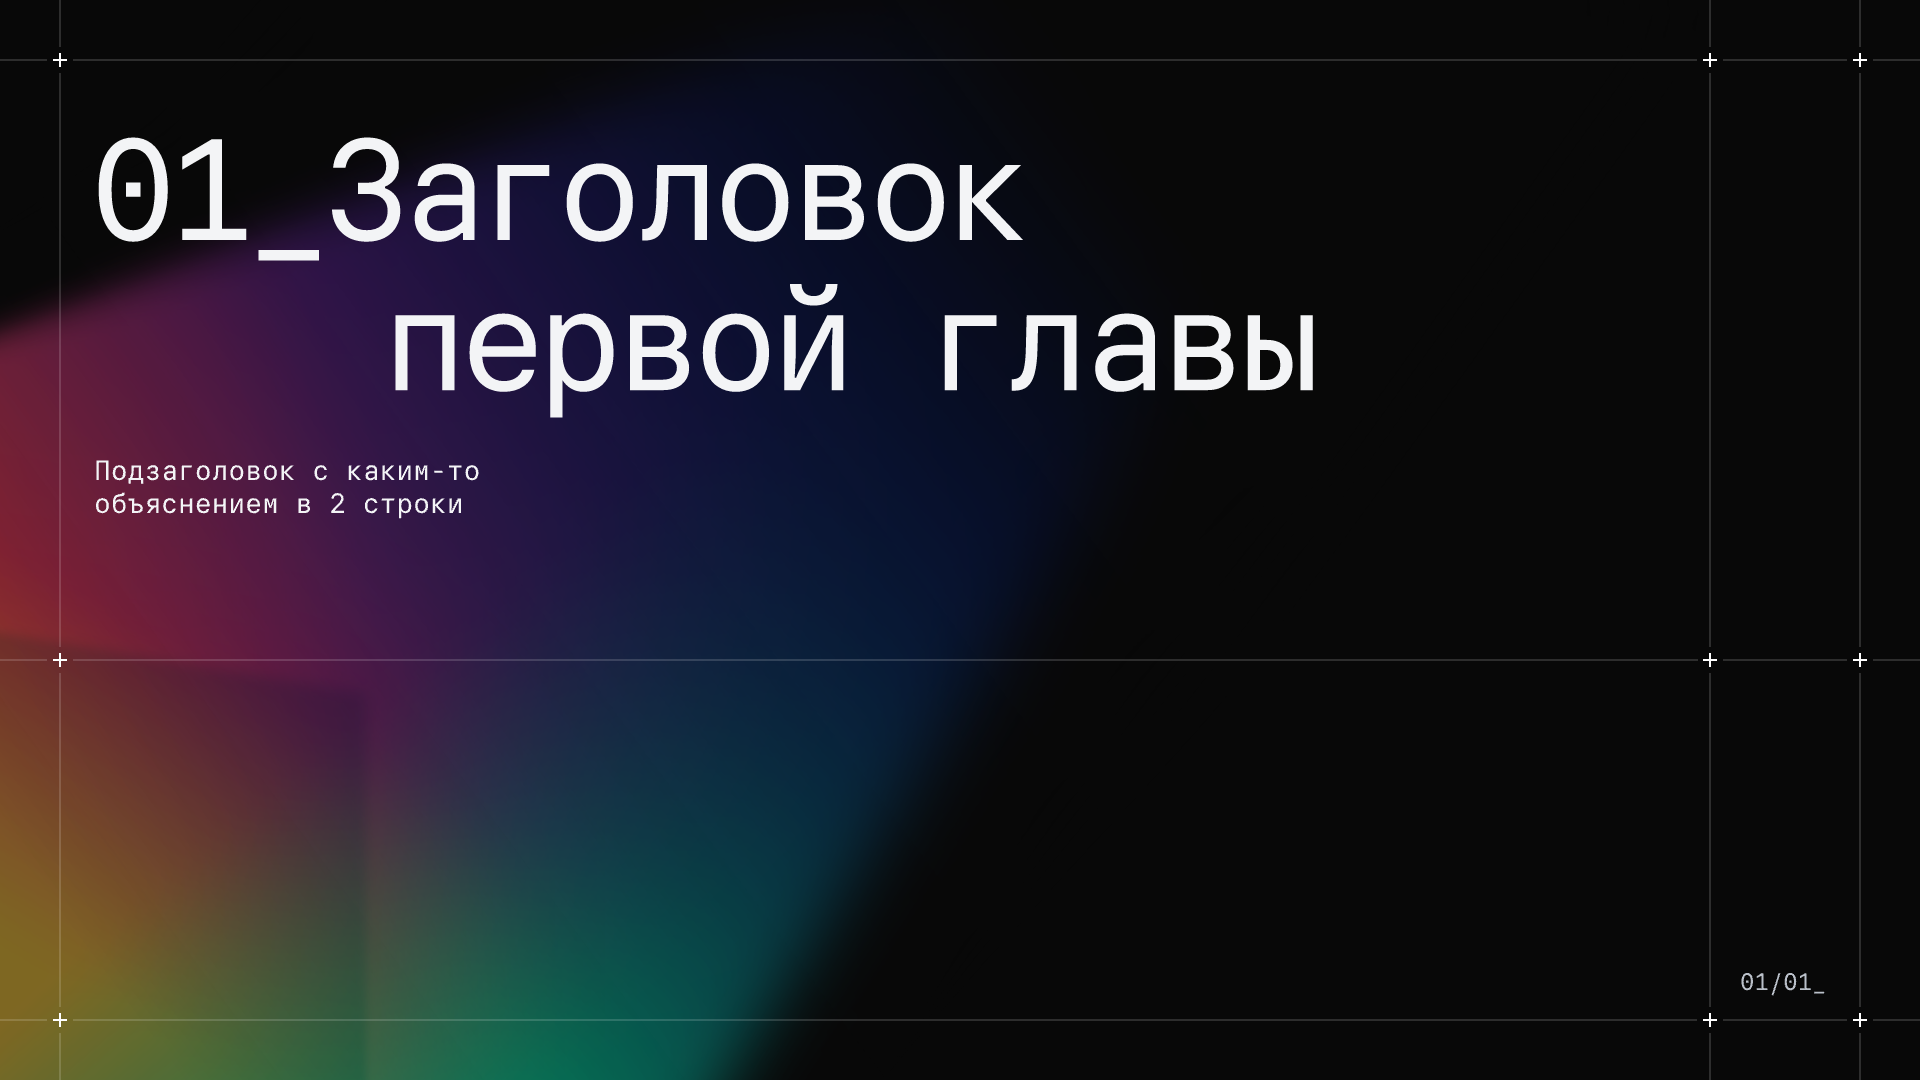 01_Заголовок
первой главы
Подзаголовок с каким-то
объяснением в 2 строки
01/01_